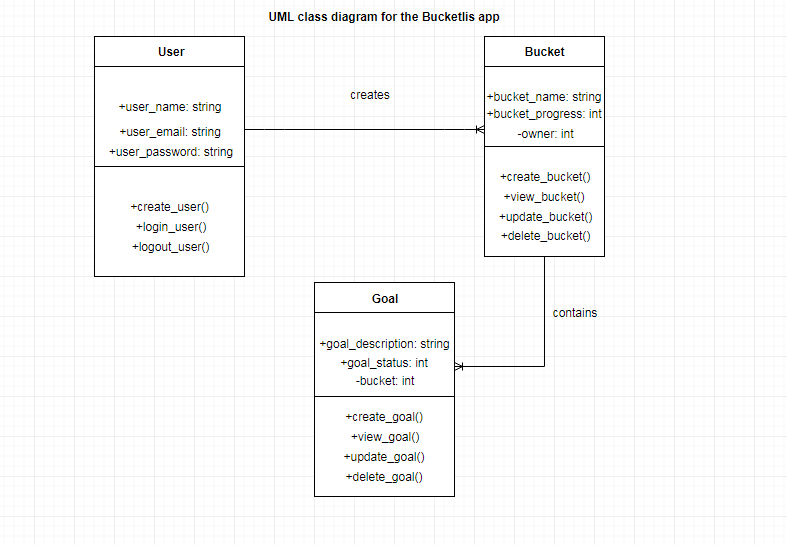 UML class diagram for the Bucketlis app
User
+user_name: string
+user_email: string
+user_password: string
+create_user()
+login_user()
+logout_user()
creates
Bucket
+bucket_name: string
+bucket_progress: int
-owner: int
+create_bucket()
+view_bucket()
+update_bucket()
+delete_bucket()
contains
Goal
+goal_description: string
+goal_status: int
-bucket: int
+create_goal()
+view_goal()
+update_goal()
+delete_goal()